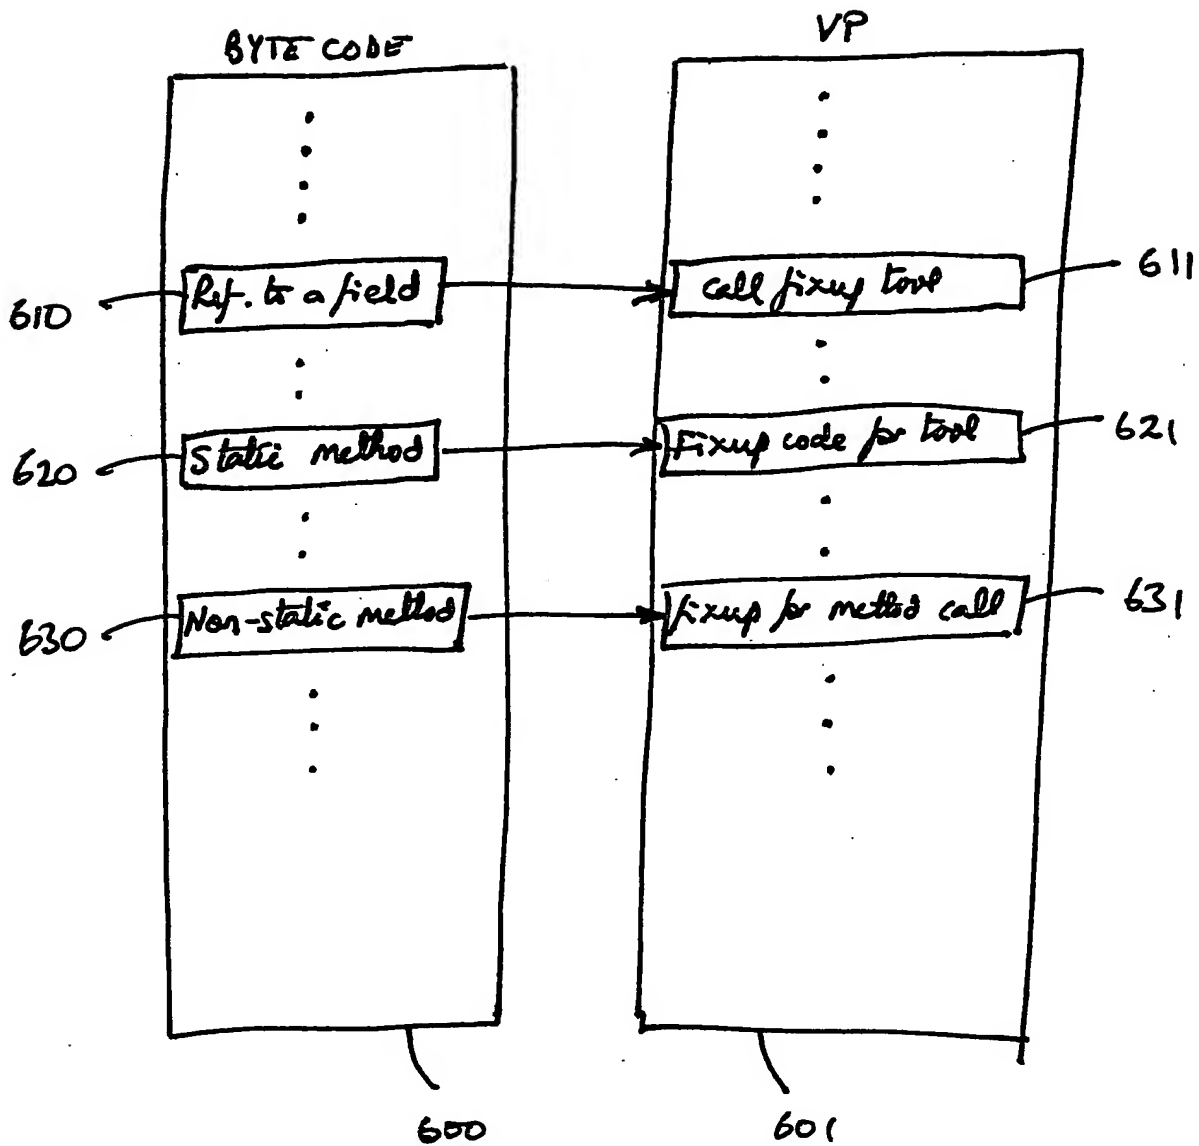 BYTE CODE
VP
610
Ref. to a field
call fixup tool
611
620
Static method
Fixup code for tool
621
630
Non-static method
fixup for method call
631
600
601